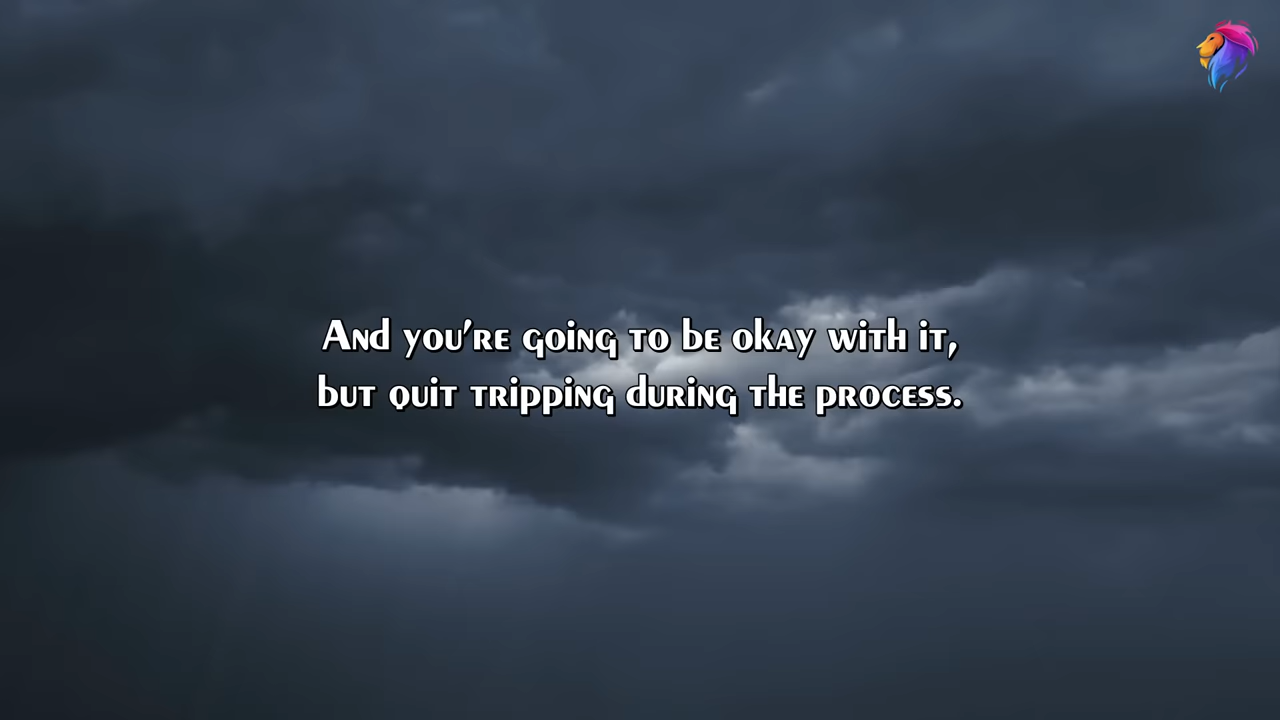 And you're going to be okay with it,
but quit tripping during the process.